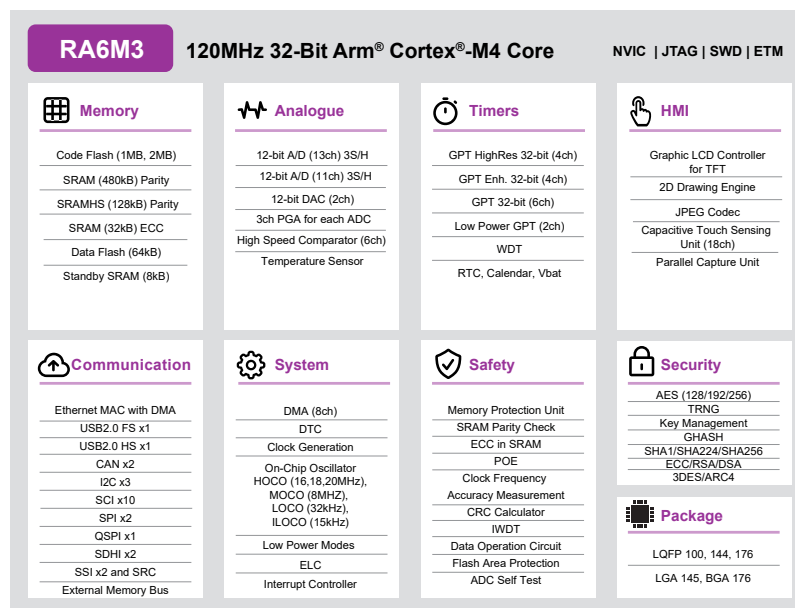 RA6M3
120MHz 32-Bit Arm® Cortex®-M4 Core
NVIC | JTAG | SWD | ETM
Memory
Code Flash (1MB, 2MB)
SRAM (480kB) Parity
SRAMHS (128kB) Parity
SRAM (32kB) ECC
Data Flash (64kB)
Standby SRAM (8kB)
Analogue
12-bit A/D (13ch) 3S/H
12-bit A/D (11ch) 3S/H
12-bit DAC (2ch)
3ch PGA for each ADC
High Speed Comparator (6ch)
Temperature Sensor
Timers
GPT HighRes 32-bit (4ch)
GPT Enh. 32-bit (4ch)
GPT 32-bit (6ch)
Low Power GPT (2ch)
WDT
RTC, Calendar, Vbat
HMI
Graphic LCD Controller
for TFT
2D Drawing Engine
JPEG Codec
Capacitive Touch Sensing
Unit (18ch)
Parallel Capture Unit
Communication
Ethernet MAC with DMA
USB2.0 FS x1
USB2.0 HS x1
CAN x2
I2C x3
SCI x10
SPI x2
QSPI x1
SDHI x2
SSI x2 and SRC
External Memory Bus
System
DMA (8ch)
DTC
Clock Generation
On-Chip Oscillator
HOCO (16,18,20MHz),
MOCO (8MHZ),
LOCO (32kHz),
ILOCO (15kHz)
Low Power Modes
ELC
Interrupt Controller
Safety
Memory Protection Unit
SRAM Parity Check
ECC in SRAM
POE
Clock Frequency
Accuracy Measurement
CRC Calculator
IWDT
Data Operation Circuit
Flash Area Protection
ADC Self Test
Security
AES (128/192/256)
TRNG
Key Management
GHASH
SHA1/SHA224/SHA256
ECC/RSA/DSA
3DES/ARC4
Package
LQFP 100, 144, 176
LGA 145, BGA 176